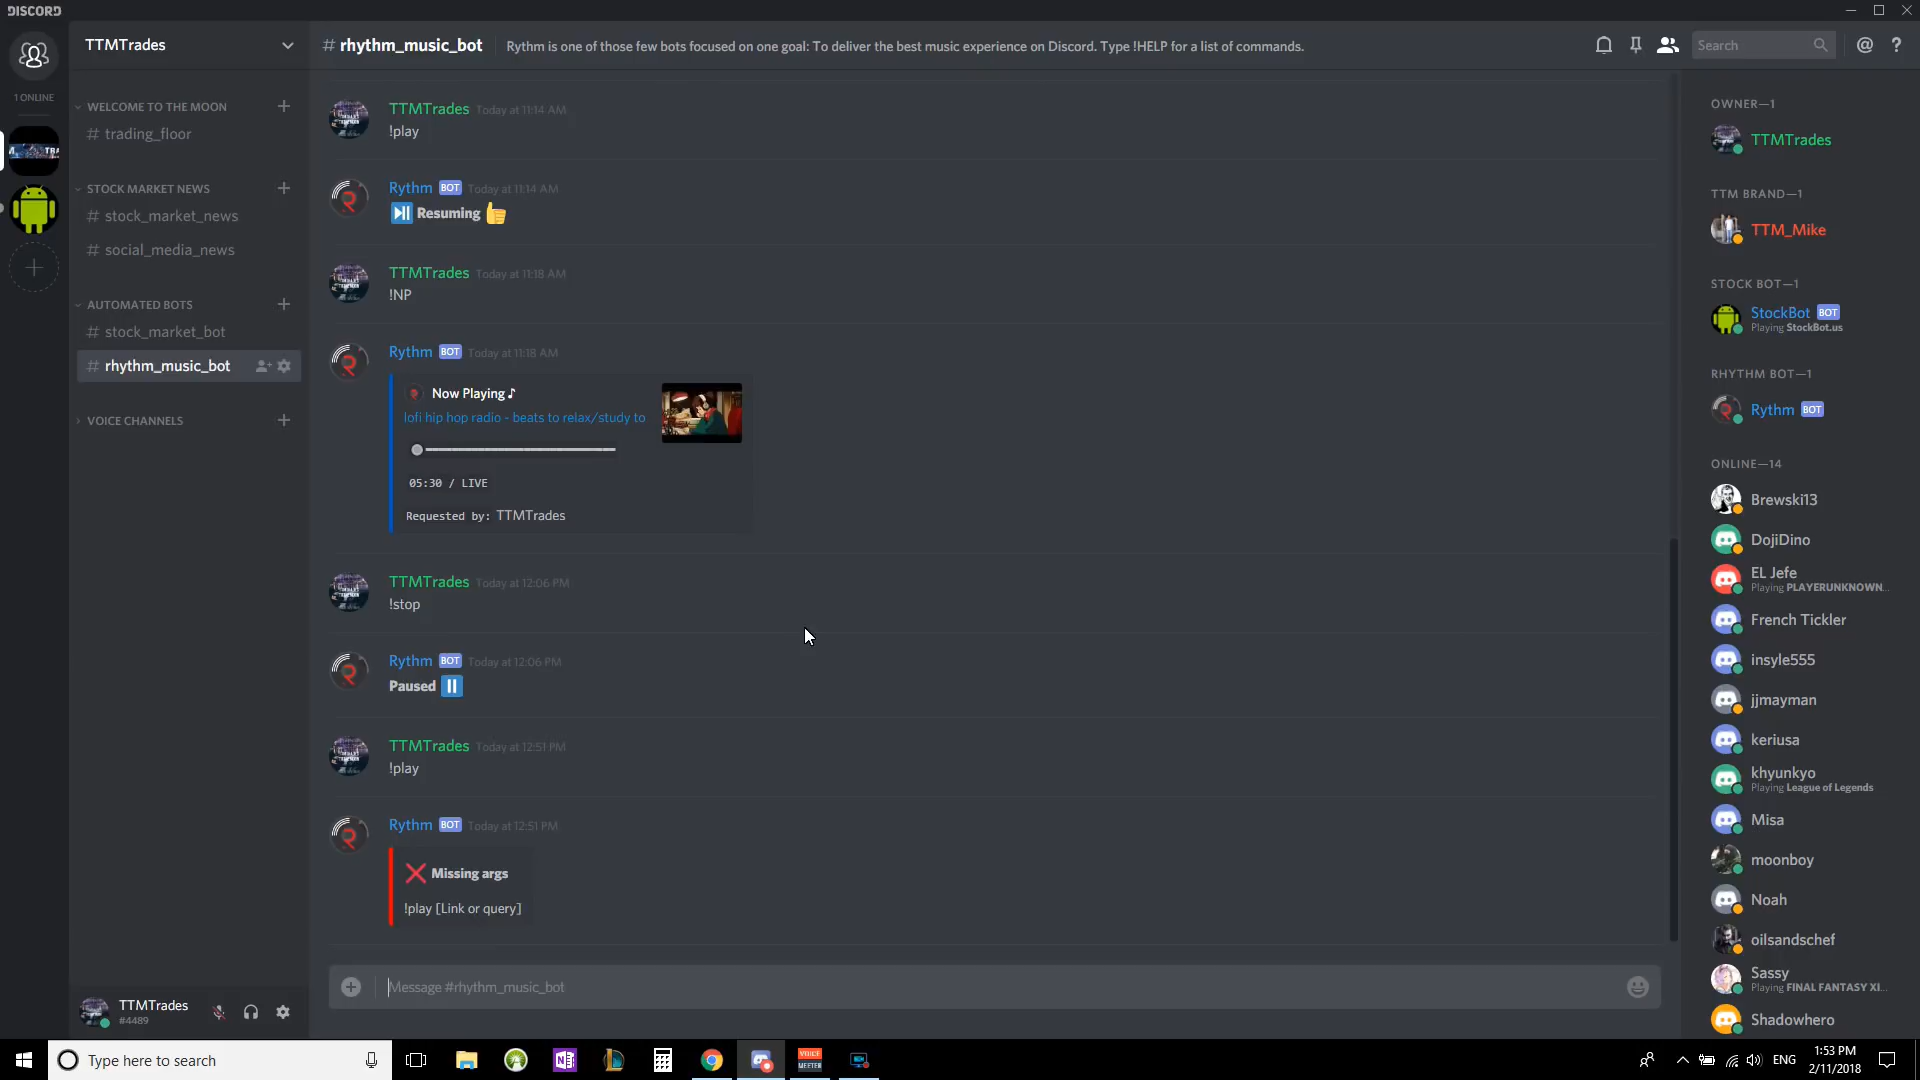 DISCORD
TTMTrades
# rhythm_music_bot
Rythm is one of those few bots focused on one goal: To deliver the best music experience on Discord. Type !HELP for a list of commands.
Search
1 ONLINE
WELCOME TO THE MOON
# trading_floor
STOCK MARKET NEWS
# stock_market_news
# social_media_news
AUTOMATED BOTS
# stock_market_bot
# rhythm_music_bot
VOICE CHANNELS
TTMTrades
#4489
TTMTrades Today at 11:14 AM
!play
Rythm BOT Today at 11:14 AM
Resuming
TTMTrades Today at 11:18 AM
!NP
Rythm BOT Today at 11:18 AM
Now Playing ♪
lofi hip hop radio - beats to relax/study to
05:30 / LIVE
Requested by: TTMTrades
TTMTrades Today at 12:06 PM
!stop
Rythm BOT Today at 12:06 PM
Paused
TTMTrades Today at 12:51 PM
!play
Rythm BOT Today at 12:51 PM
Missing args
!play [Link or query]
Message #rhythm_music_bot
OWNER—1
TTMTrades
TTM BRAND—1
TTM_Mike
STOCK BOT—1
StockBot BOT
Playing StockBot.us
RHYTHM BOT—1
Rythm BOT
ONLINE—14
Brewski13
DojiDino
EL Jefe
Playing PLAYERUNKNOWN...
French Tickler
insyle555
jjmayman
keriusa
khyunkyo
Playing League of Legends
Misa
moonboy
Noah
oilsandschef
Sassy
Playing FINAL FANTASY XI...
Shadowhero
Type here to search
VOICE
MEETER
ENG
1:53 PM
2/11/2018